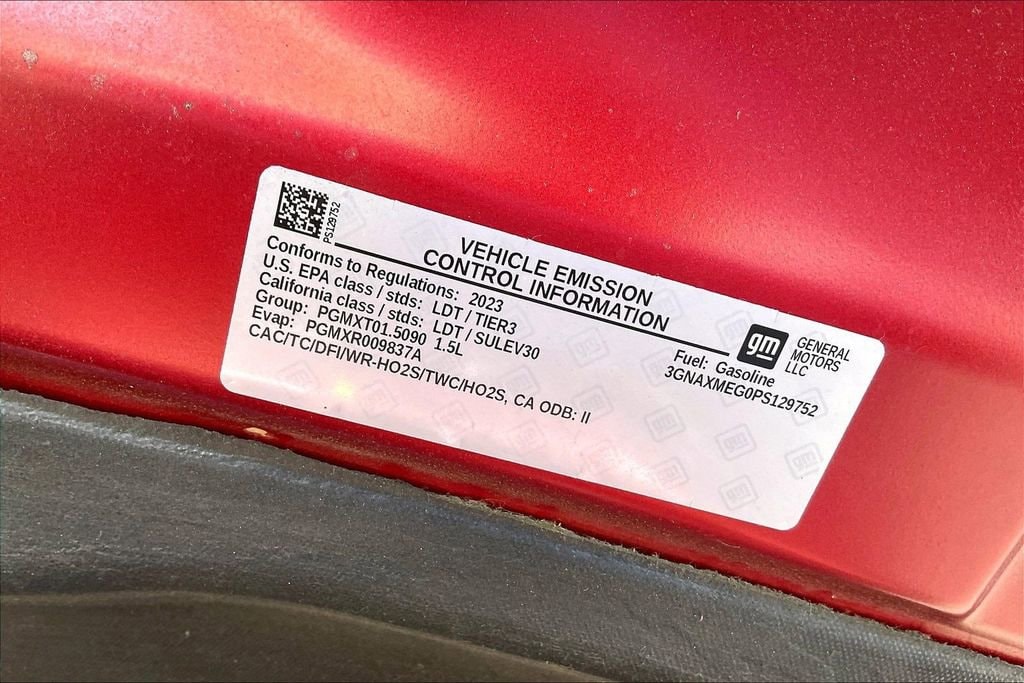 PS129752
VEHICLE EMISSION
CONTROL INFORMATION
Conforms to Regulations: 2023
U.S. EPA class / stds: LDT / TIER3
California class / stds: LDT / SULEV30
Group: PGMXT01.5090 1.5L
Evap: PGMXR009837A
CAC/TC/DFI/WR-HO2S/TWC/HO2S, CA ODB: II
gm
GENERAL
MOTORS
LLC
Fuel: Gasoline
3GNAXMEG0PS129752